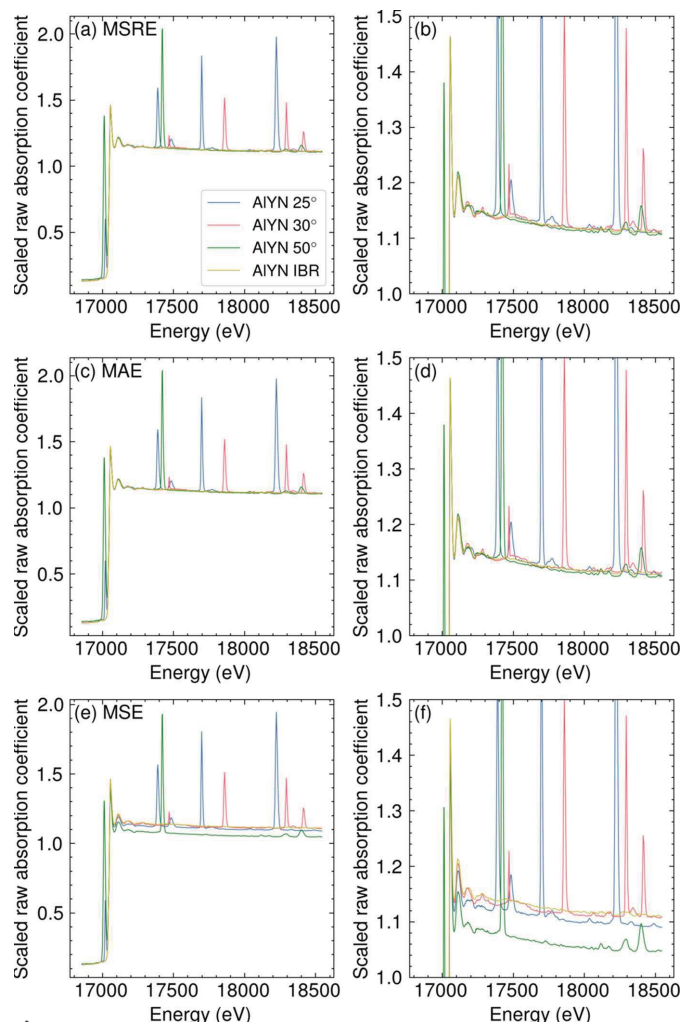 (a) MSRE
(b)
Scaled raw absorption coefficient
2.0
1.5
1.0
0.5
AlYN 25°
AlYN 30°
AlYN 50°
AlYN IBR
17000 17500 18000 18500
Energy (eV)
Scaled raw absorption coefficient
1.5
1.4
1.3
1.2
1.1
1.0
17000 17500 18000 18500
Energy (eV)
(c) MAE
(d)
Scaled raw absorption coefficient
2.0
1.5
1.0
0.5
17000 17500 18000 18500
Energy (eV)
Scaled raw absorption coefficient
1.5
1.4
1.3
1.2
1.1
1.0
17000 17500 18000 18500
Energy (eV)
(e) MSE
(f)
Scaled raw absorption coefficient
2.0
1.5
1.0
0.5
17000 17500 18000 18500
Energy (eV)
Scaled raw absorption coefficient
1.5
1.4
1.3
1.2
1.1
1.0
17000 17500 18000 18500
Energy (eV)